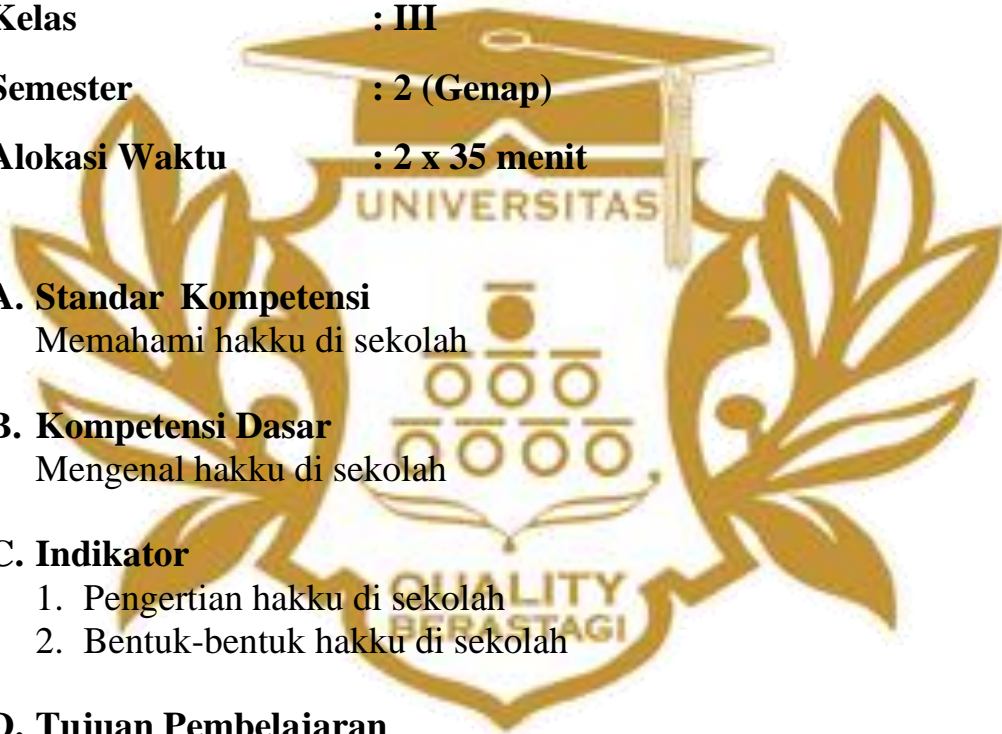 Kelas : III
Semester : 2 (Genap)
Alokasi Waktu : 2 x 35 menit
UNIVERSITAS
A. Standar Kompetensi
Memahami hakku di sekolah
B. Kompetensi Dasar
Mengenal hakku di sekolah
C. Indikator
1. Pengertian hakku di sekolah
QUALITY
2. Bentuk-bentuk hakku di sekolah
BERASTAGI
D. Tujuan Pembelajaran